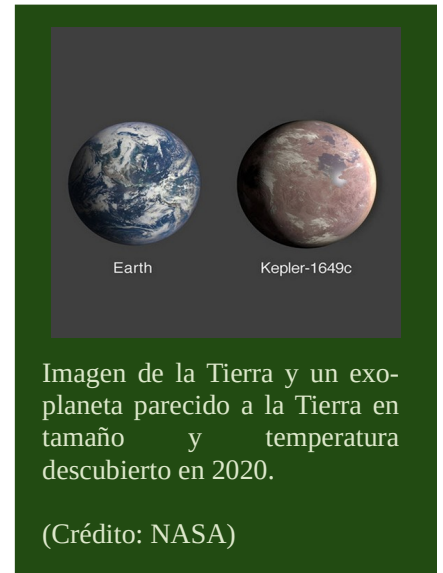 Earth
Kepler-1649c
Imagen de la Tierra y un exo-
planeta parecido a la Tierra en
tamaño y temperatura
descubierto en 2020.
(Crédito: NASA)